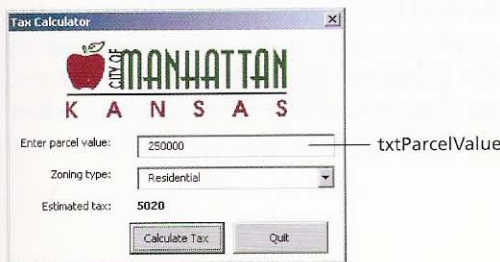 Tax Calculator
CITY OF MANHATTAN
KANSAS
Enter parcel value: 250000 txtParcelValue
Zoning type: Residential
Estimated tax: 5020
Calculate Tax Quit